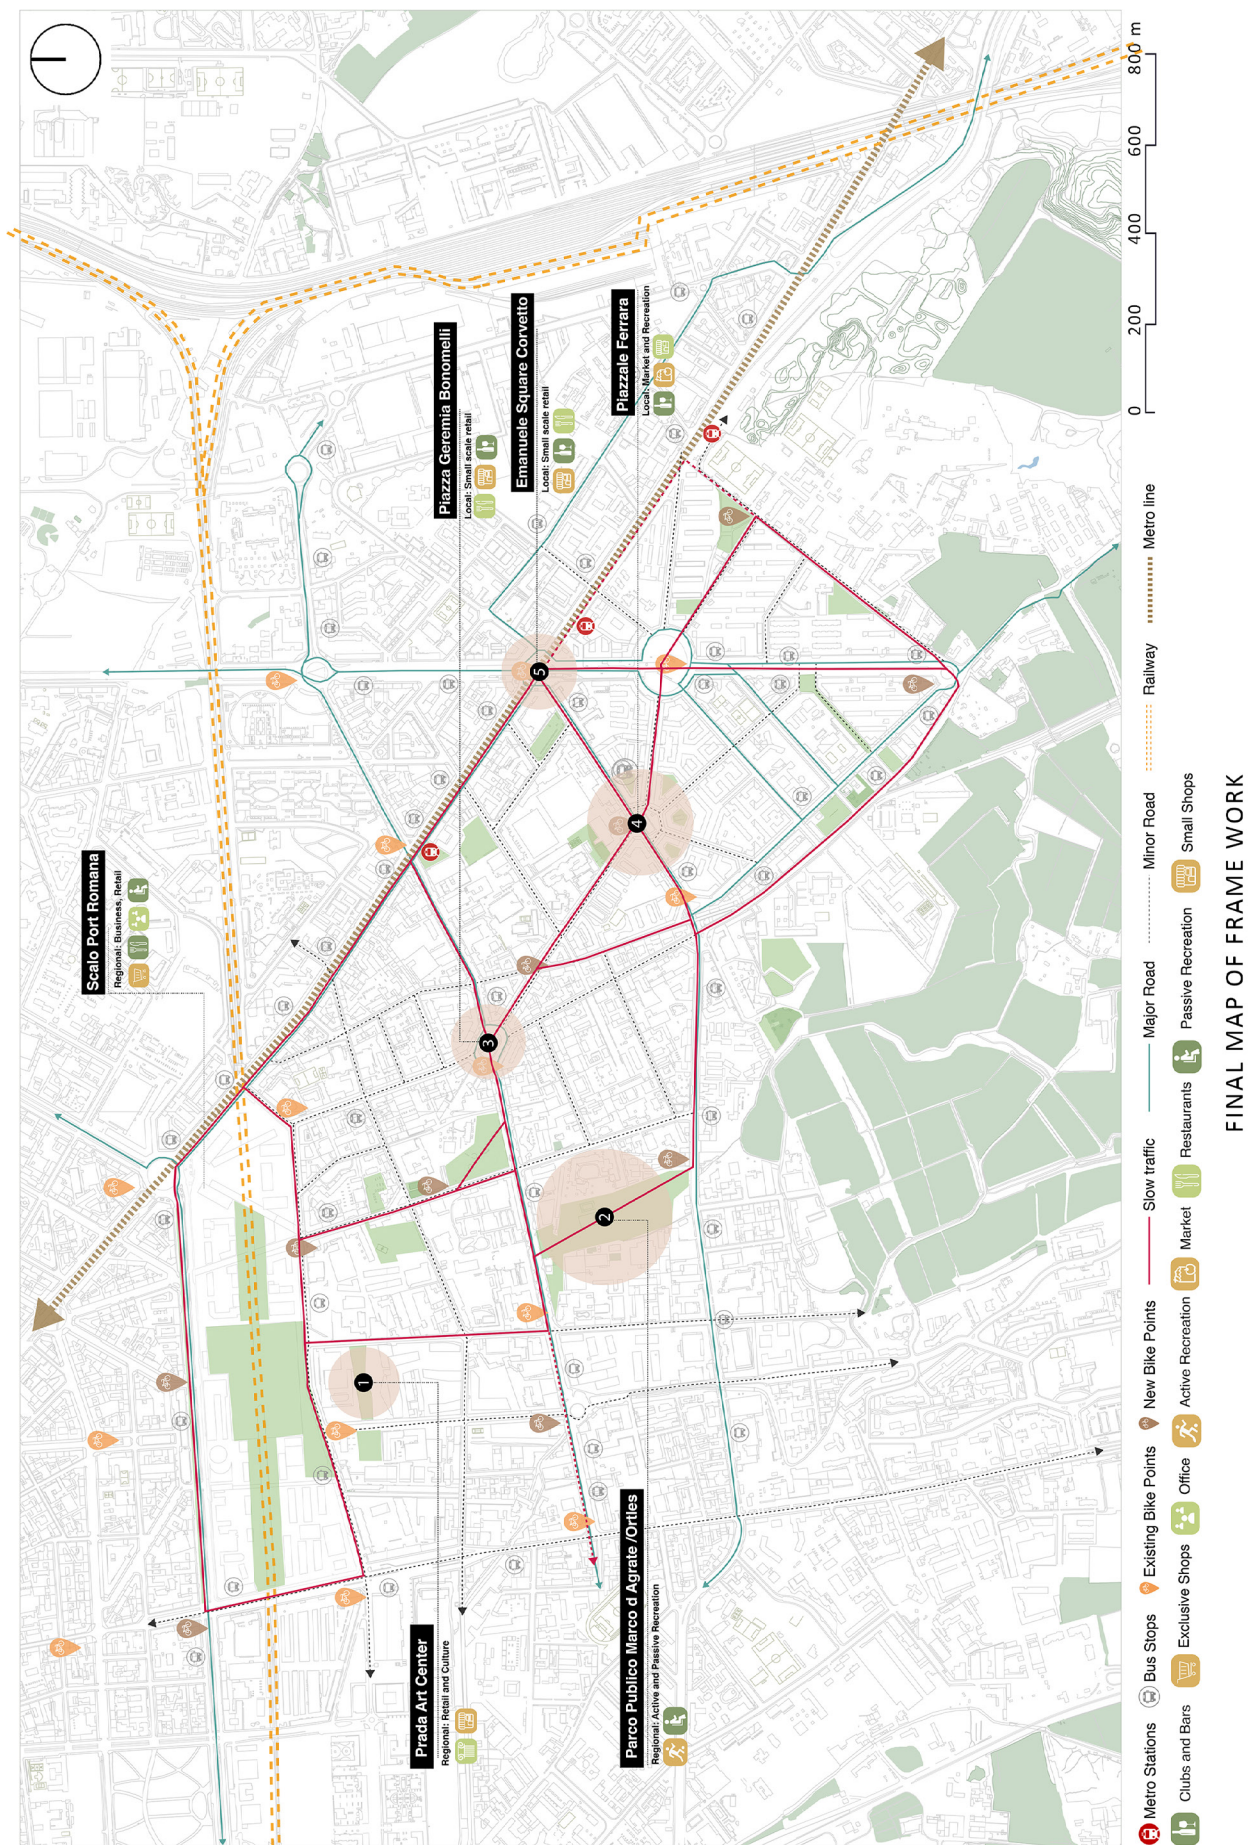 Scalo Port Romana
Regional: Business, Retail
Piazza Geremia Bonomelli
Local: Small scale retail
Emanuele Square Corvetto
Local: Small scale retail
Piazzale Ferrara
Local: Market and Recreation
Prada Art Center
Regional: Retail and Culture
Parco Publico Marco d Agrate /Orties
Regional: Active and Passive Recreation
1
2
3
4
5
0 200 400 600 800 m
Metro Stations Bus Stops Existing Bike Points New Bike Points Slow traffic Major Road Minor Road Railway Metro line
Clubs and Bars Exclusive Shops Office Active Recreation Market Restaurants Passive Recreation Small Shops
FINAL MAP OF FRAME WORK